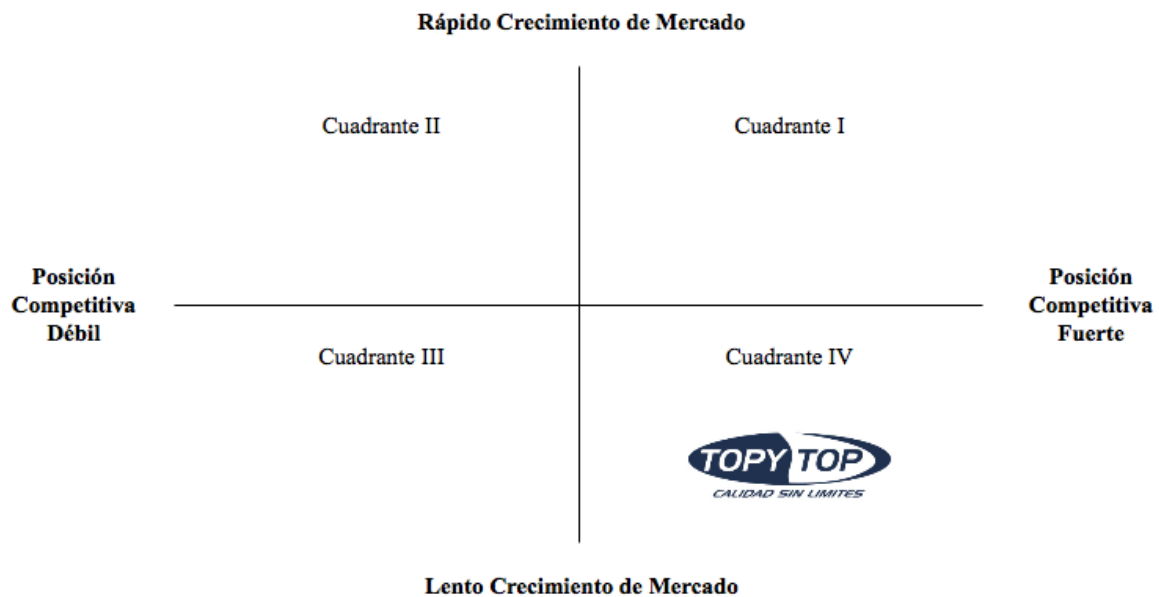 Rápido Crecimiento de Mercado
Cuadrante II
Cuadrante I
Posición
Competitiva
Débil
Posición
Competitiva
Fuerte
Cuadrante III
Cuadrante IV
TOPY TOP
CALIDAD SIN LIMITES
Lento Crecimiento de Mercado